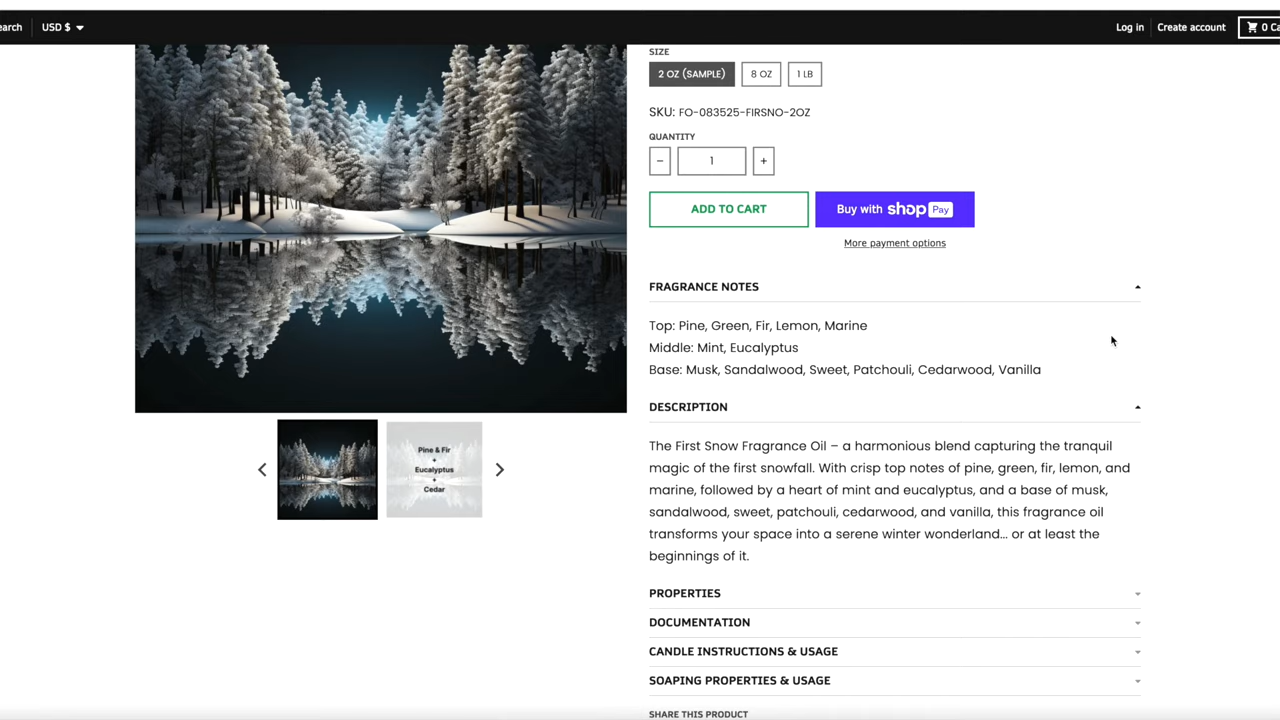 earch
USD $
Log in
Create account
0 Ca
SIZE
2 OZ (SAMPLE)
8 OZ
1 LB
SKU: FO-083525-FIRSNO-2OZ
QUANTITY
−
1
+
ADD TO CART
Buy with shop Pay
More payment options
FRAGRANCE NOTES
Top: Pine, Green, Fir, Lemon, Marine
Middle: Mint, Eucalyptus
Base: Musk, Sandalwood, Sweet, Patchouli, Cedarwood, Vanilla
DESCRIPTION
The First Snow Fragrance Oil – a harmonious blend capturing the tranquil
magic of the first snowfall. With crisp top notes of pine, green, fir, lemon, and
marine, followed by a heart of mint and eucalyptus, and a base of musk,
sandalwood, sweet, patchouli, cedarwood, and vanilla, this fragrance oil
transforms your space into a serene winter wonderland... or at least the
beginnings of it.
Pine & Fir
+
Eucalyptus
+
Cedar
PROPERTIES
DOCUMENTATION
CANDLE INSTRUCTIONS & USAGE
SOAPING PROPERTIES & USAGE
SHARE THIS PRODUCT